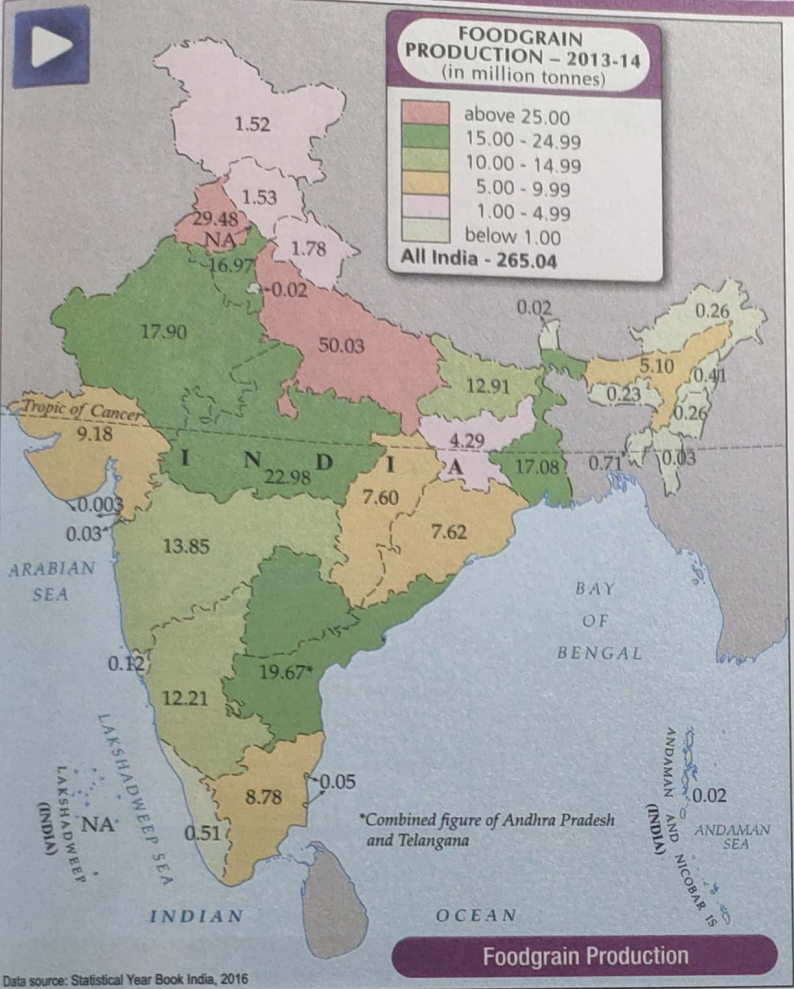 FOODGRAIN
PRODUCTION – 2013-14
(in million tonnes)
above 25.00
15.00 - 24.99
10.00 - 14.99
5.00 - 9.99
1.00 - 4.99
below 1.00
All India - 265.04
1.52
1.53
29.48
NA
1.78
16.97
0.02
17.90
50.03
0.02
0.26
5.10
0.41
12.91
0.23
0.26
Tropic of Cancer
9.18
4.29
I N D I A
22.98
17.08
0.71
0.03
7.60
0.003
0.03
7.62
13.85
ARABIAN
SEA
BAY
OF
BENGAL
0.12
19.67*
12.21
LAKSHADWEEP SEA
8.78
0.05
0.51
LAKSHADWEEP
(INDIA)
NA
*Combined figure of Andhra Pradesh
and Telangana
ANDAMAN AND NICOBAR IS
(INDIA)
0.02
ANDAMAN
SEA
INDIAN OCEAN
Foodgrain Production
Data source: Statistical Year Book India, 2016